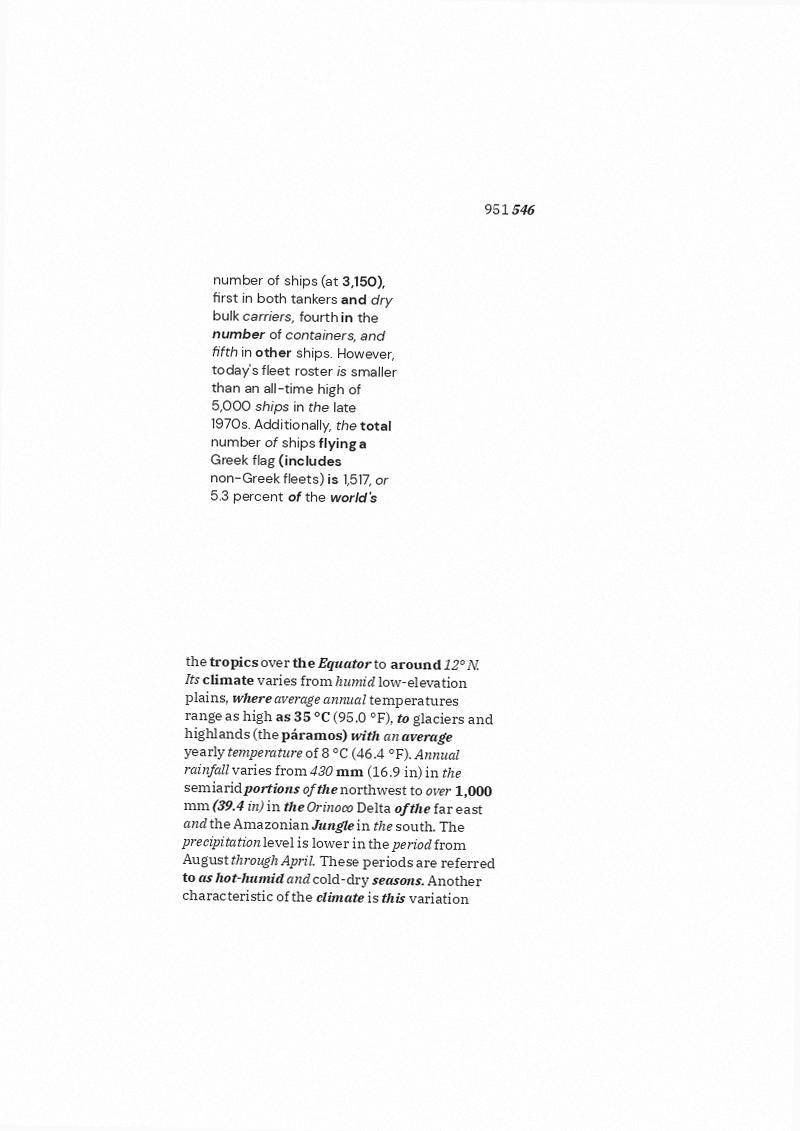 951 546
number of ships (at 3,150),
first in both tankers and dry
bulk carriers, fourth in the
number of containers, and
fifth in other ships. However,
today's fleet roster is smaller
than an all-time high of
5,000 ships in the late
1970s. Additionally, the total
number of ships flying a
Greek flag (includes
non-Greek fleets) is 1,517, or
5.3 percent of the world's
the tropics over the Equator to around 12° N.
Its climate varies from humid low-elevation
plains, where average annual temperatures
range as high as 35 °C (95.0 °F), to glaciers and
highlands (the páramos) with an average
yearly temperature of 8 °C (46.4 °F). Annual
rainfall varies from 430 mm (16.9 in) in the
semiarid portions of the northwest to over 1,000
mm (39.4 in) in the Orinoco Delta of the far east
and the Amazonian Jungle in the south. The
precipitation level is lower in the period from
August through April. These periods are referred
to as hot-humid and cold-dry seasons. Another
characteristic of the climate is this variation